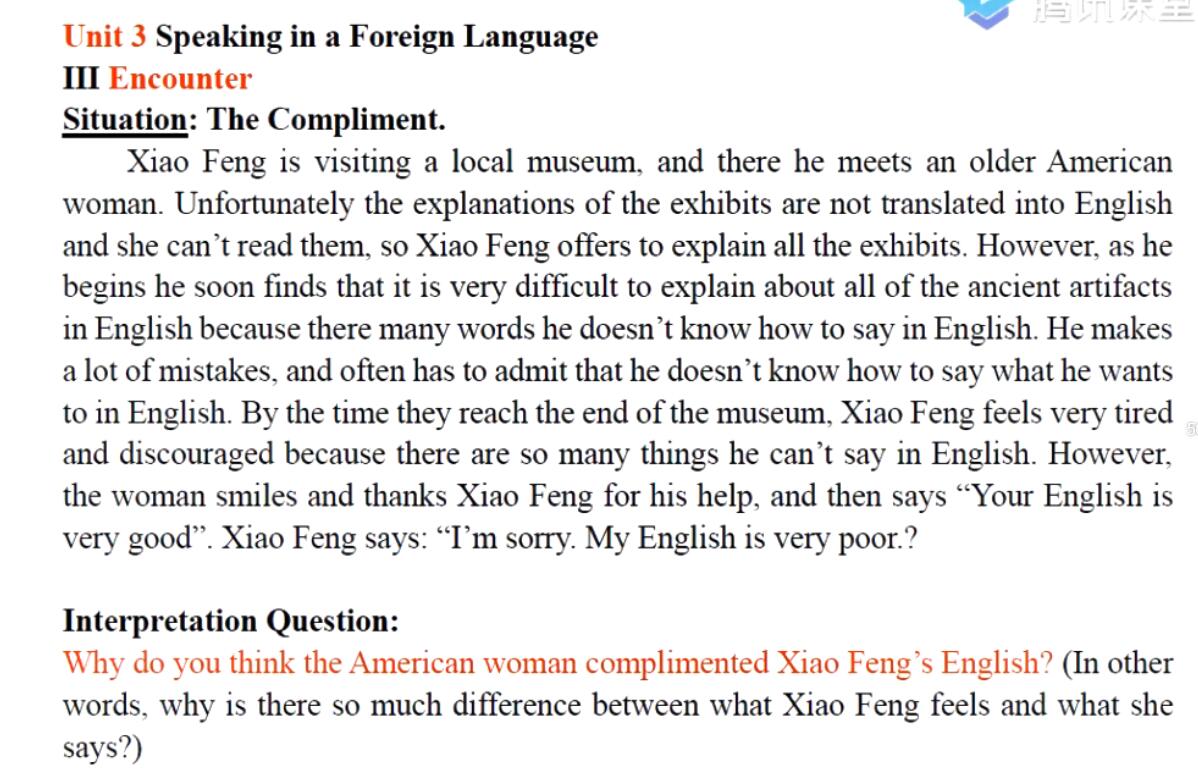 腾讯课堂
Unit 3 Speaking in a Foreign Language
III Encounter
Situation: The Compliment.
Xiao Feng is visiting a local museum, and there he meets an older American
woman. Unfortunately the explanations of the exhibits are not translated into English
and she can’t read them, so Xiao Feng offers to explain all the exhibits. However, as he
begins he soon finds that it is very difficult to explain about all of the ancient artifacts
in English because there many words he doesn’t know how to say in English. He makes
a lot of mistakes, and often has to admit that he doesn’t know how to say what he wants
to in English. By the time they reach the end of the museum, Xiao Feng feels very tired
and discouraged because there are so many things he can’t say in English. However,
the woman smiles and thanks Xiao Feng for his help, and then says “Your English is
very good”. Xiao Feng says: “I’m sorry. My English is very poor.?
Interpretation Question:
Why do you think the American woman complimented Xiao Feng’s English? (In other
words, why is there so much difference between what Xiao Feng feels and what she
says?)